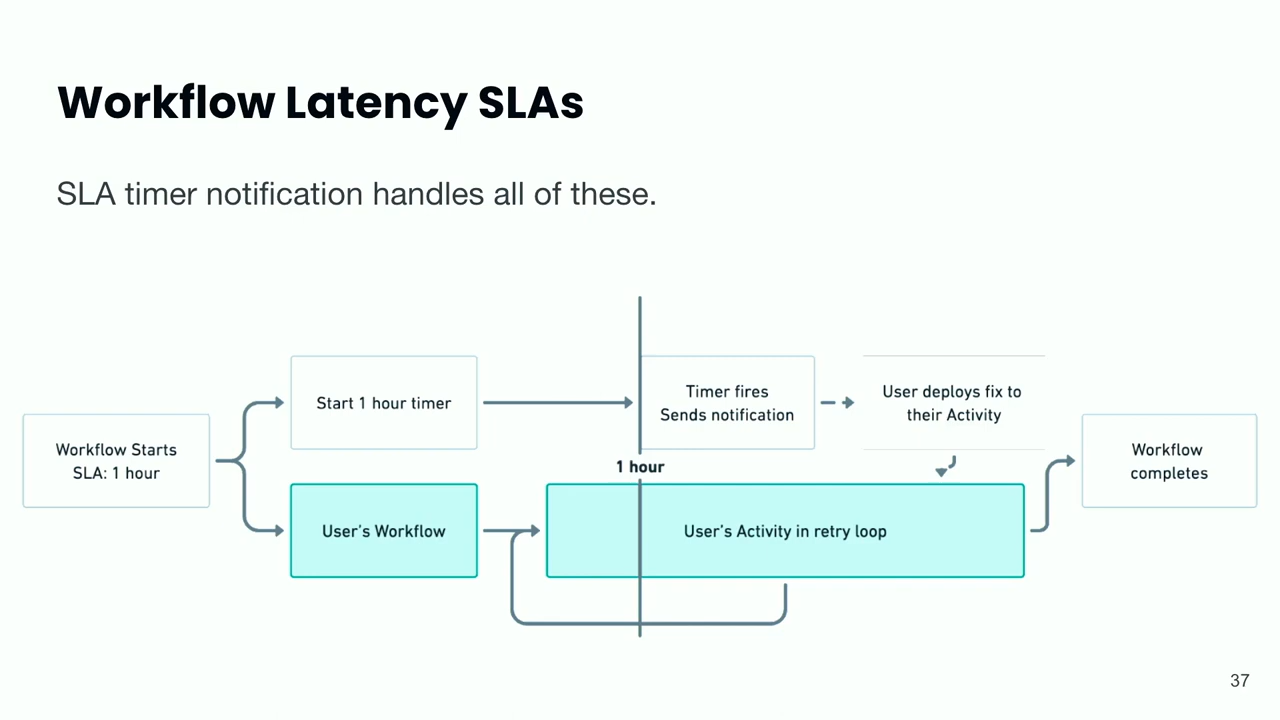 Workflow Latency SLAs
SLA timer notification handles all of these.
Workflow Starts
SLA: 1 hour
Start 1 hour timer
Timer fires
Sends notification
User deploys fix to
their Activity
Workflow
completes
1 hour
User's Workflow
User's Activity in retry loop
37